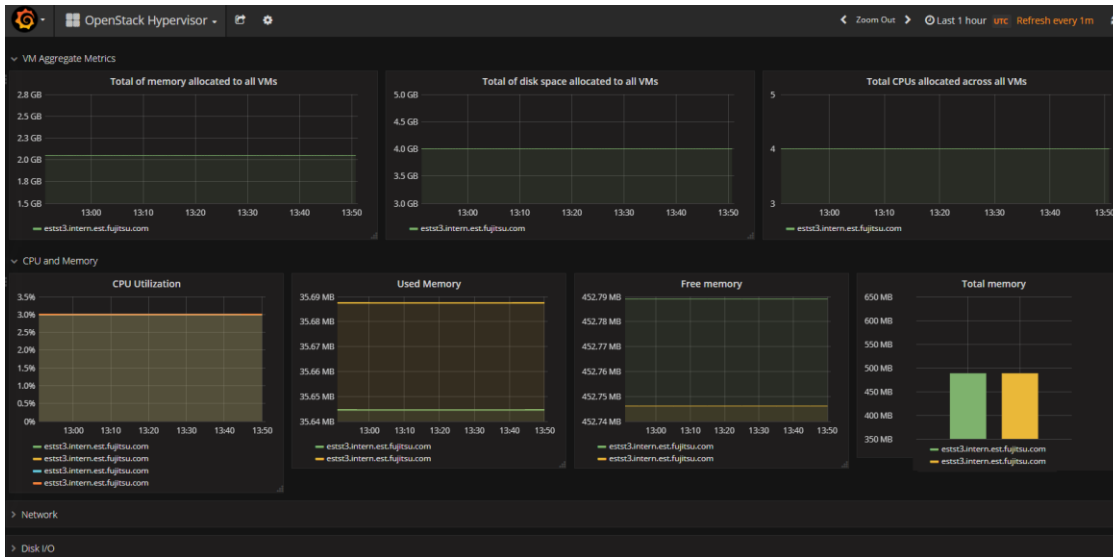 OpenStack Hypervisor
Zoom Out Last 1 hour UTC Refresh every 1m
VM Aggregate Metrics
Total of memory allocated to all VMs
2.8 GB
2.5 GB
2.3 GB
2.0 GB
1.8 GB
1.5 GB
13:00 13:10 13:20 13:30 13:40 13:50
estst3.intern.est.fujitsu.com
Total of disk space allocated to all VMs
5.0 GB
4.5 GB
4.0 GB
3.5 GB
3.0 GB
13:00 13:10 13:20 13:30 13:40 13:50
estst3.intern.est.fujitsu.com
Total CPUs allocated across all VMs
5
4
3
13:00 13:10 13:20 13:30 13:40 13:50
estst3.intern.est.fujitsu.com
CPU and Memory
CPU Utilization
3.5%
3.0%
2.5%
2.0%
1.5%
1.0%
0.5%
0%
13:00 13:10 13:20 13:30 13:40 13:50
estst3.intern.est.fujitsu.com
estst3.intern.est.fujitsu.com
estst3.intern.est.fujitsu.com
estst3.intern.est.fujitsu.com
Used Memory
35.69 MB
35.68 MB
35.67 MB
35.66 MB
35.65 MB
35.64 MB
13:00 13:10 13:20 13:30 13:40 13:50
estst3.intern.est.fujitsu.com
estst3.intern.est.fujitsu.com
Free memory
452.79 MB
452.78 MB
452.77 MB
452.76 MB
452.75 MB
452.74 MB
13:00 13:10 13:20 13:30 13:40 13:50
estst3.intern.est.fujitsu.com
estst3.intern.est.fujitsu.com
Total memory
650 MB
600 MB
550 MB
500 MB
450 MB
400 MB
350 MB
estst3.intern.est.fujitsu.com
estst3.intern.est.fujitsu.com
Network
Disk I/O